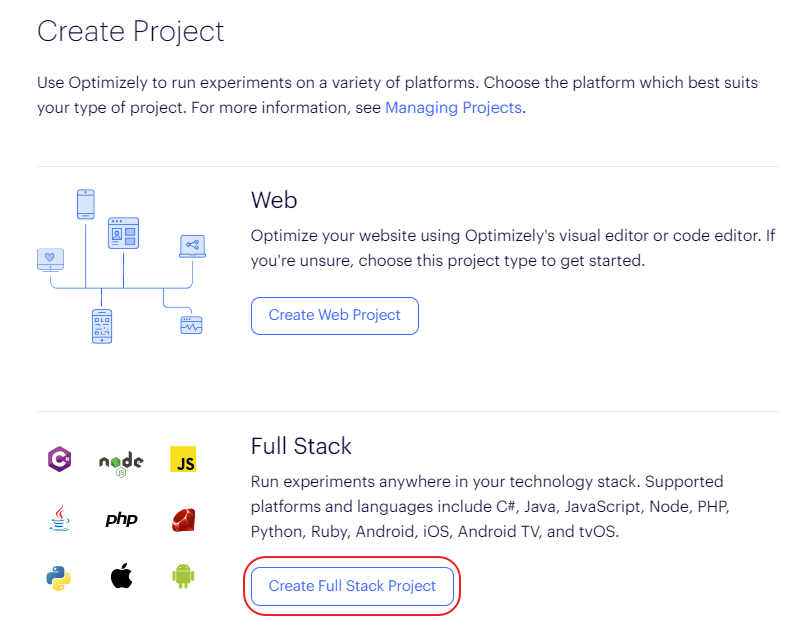 Create Project
Use Optimizely to run experiments on a variety of platforms. Choose the platform which best suits
your type of project. For more information, see Managing Projects.
Web
Optimize your website using Optimizely's visual editor or code editor. If
you're unsure, choose this project type to get started.
Create Web Project
Full Stack
Run experiments anywhere in your technology stack. Supported
platforms and languages include C#, Java, JavaScript, Node, PHP,
Python, Ruby, Android, iOS, Android TV, and tvOS.
Create Full Stack Project
C#
node
JS
JS
php